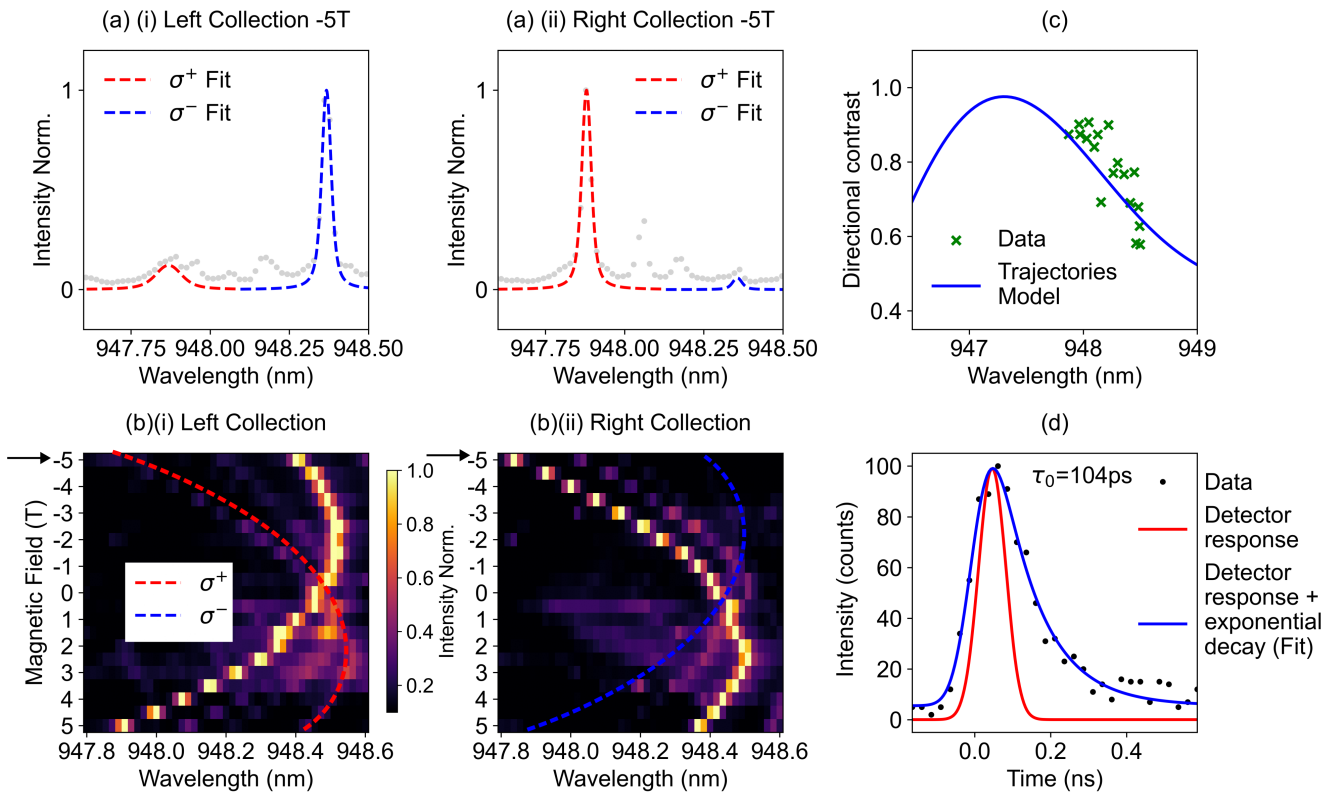 (a) (i) Left Collection -5T
Intensity Norm.
1
0
σ+ Fit
σ− Fit
947.75 948.00 948.25 948.50
Wavelength (nm)
(a) (ii) Right Collection -5T
Intensity Norm.
1
0
σ+ Fit
σ− Fit
947.75 948.00 948.25 948.50
Wavelength (nm)
(c)
Directional contrast
1.0
0.8
0.6
0.4
Data
Trajectories
Model
947 948 949
Wavelength (nm)
(b)(i) Left Collection
Magnetic Field (T)
-5
-4
-3
-2
-1
0
1
2
3
4
5
σ+
σ−
947.8 948.0 948.2 948.4 948.6
Wavelength (nm)
1.0
0.8
0.6
0.4
0.2
Intensity Norm.
(b)(ii) Right Collection
-5
-4
-3
-2
-1
0
1
2
3
4
5
947.8 948.0 948.2 948.4 948.6
Wavelength (nm)
(d)
Intensity (counts)
100
80
60
40
20
0
τ0=104ps
0.0 0.2 0.4
Time (ns)
Data
Detector
response
Detector
response +
exponential
decay (Fit)